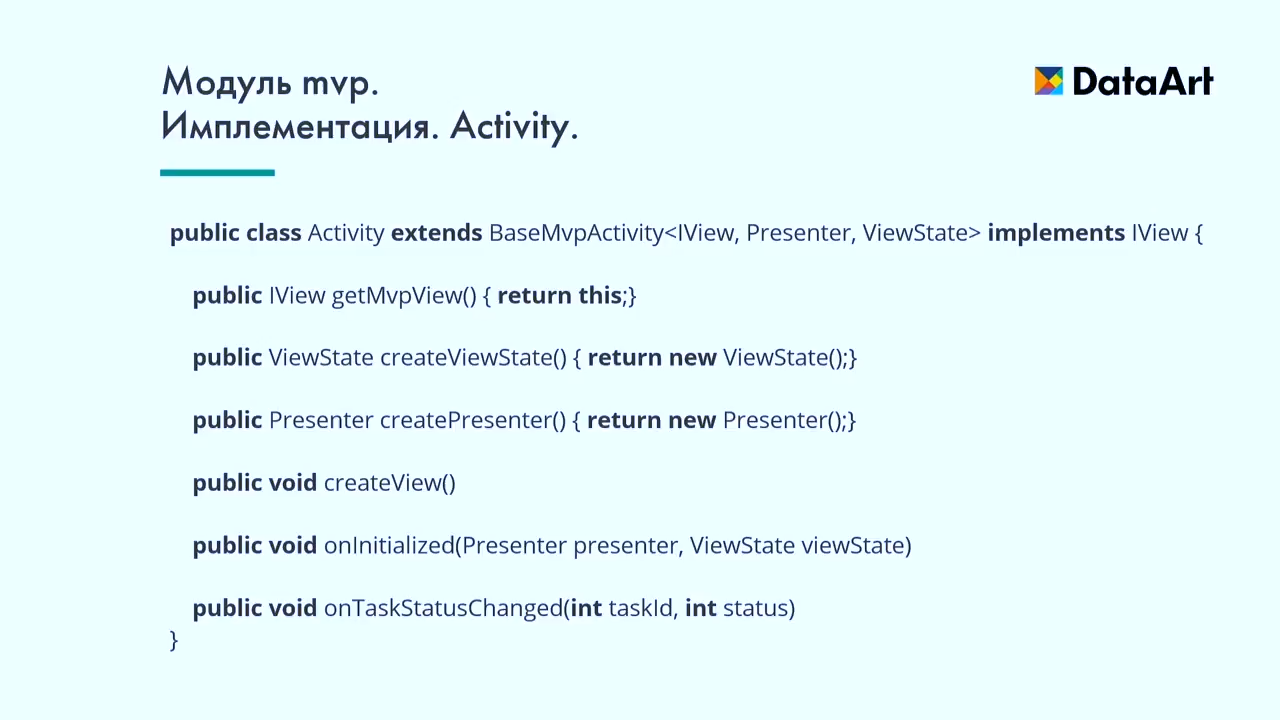 Модуль mvp.
Имплементация. Activity.
DataArt
public class Activity extends BaseMvpActivity<IView, Presenter, ViewState> implements IView {
public IView getMvpView() { return this;}
public ViewState createViewState() { return new ViewState();}
public Presenter createPresenter() { return new Presenter();}
public void createView()
public void onInitialized(Presenter presenter, ViewState viewState)
public void onTaskStatusChanged(int taskId, int status)
}